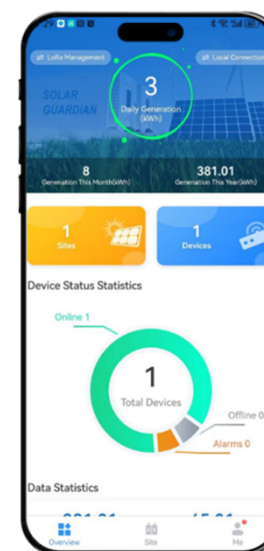 LoRa Management
Local Connection
3
Daily Generation
(kWh)
SOLAR
GUARDIAN
8
Generation This Month(kWh)
381.01
Generation This Year(kWh)
1
Sites
1
Devices
Device Status Statistics
Online 1
1
Total Devices
Offline 0
Alarms 0
Data Statistics
Overview
Site
Me